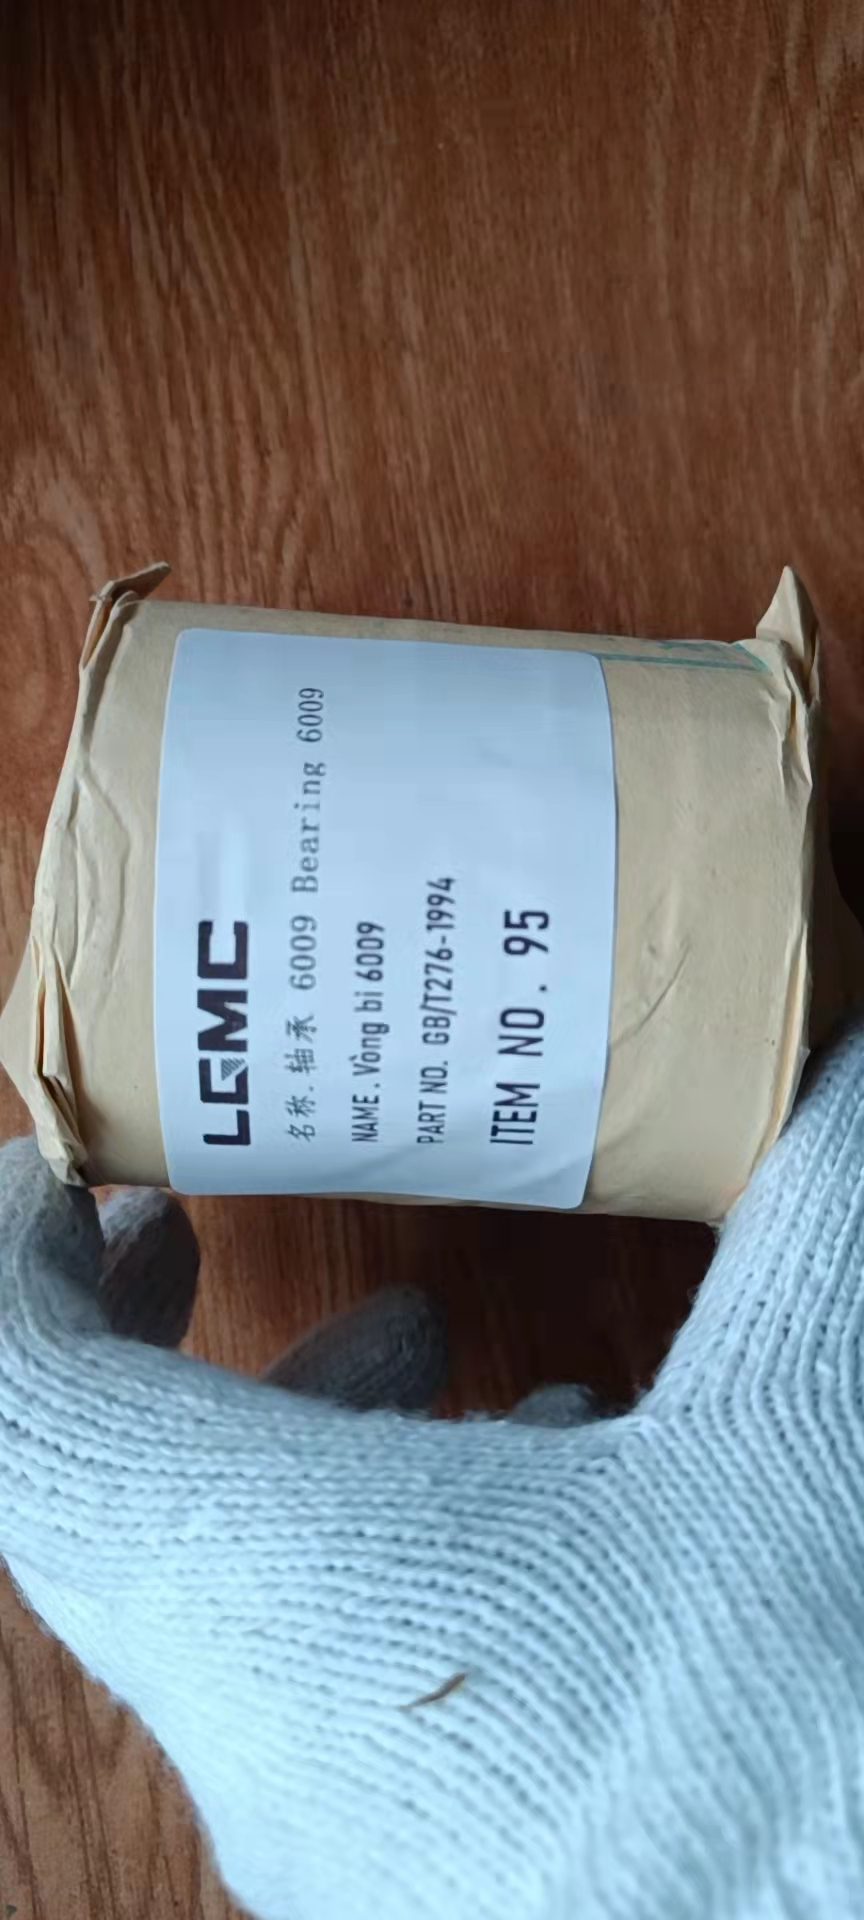 LGMC
名称.轴承 6009 Bearing 6009
NAME.Vòng bi 6009
PART NO. GB/T276-1994
ITEM NO. 95